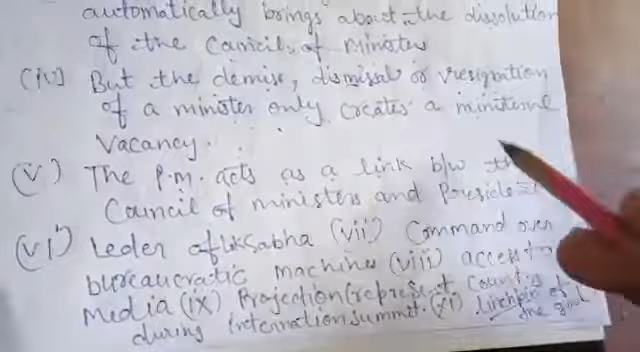 automatically brings about the dissolution
of the Council of Ministers
(iv) But the demise, dismissal or resignation
of a minister only creates a ministerial
vacancy.
(v) The P.M. acts as a link b/w the
Council of ministers and President
(vi) Leder of Lksabha (vii) Command over
bureaucratic machine (viii) access to
Media (ix) Projection (represent Country
during internation summit. (xi) linchpin of
the